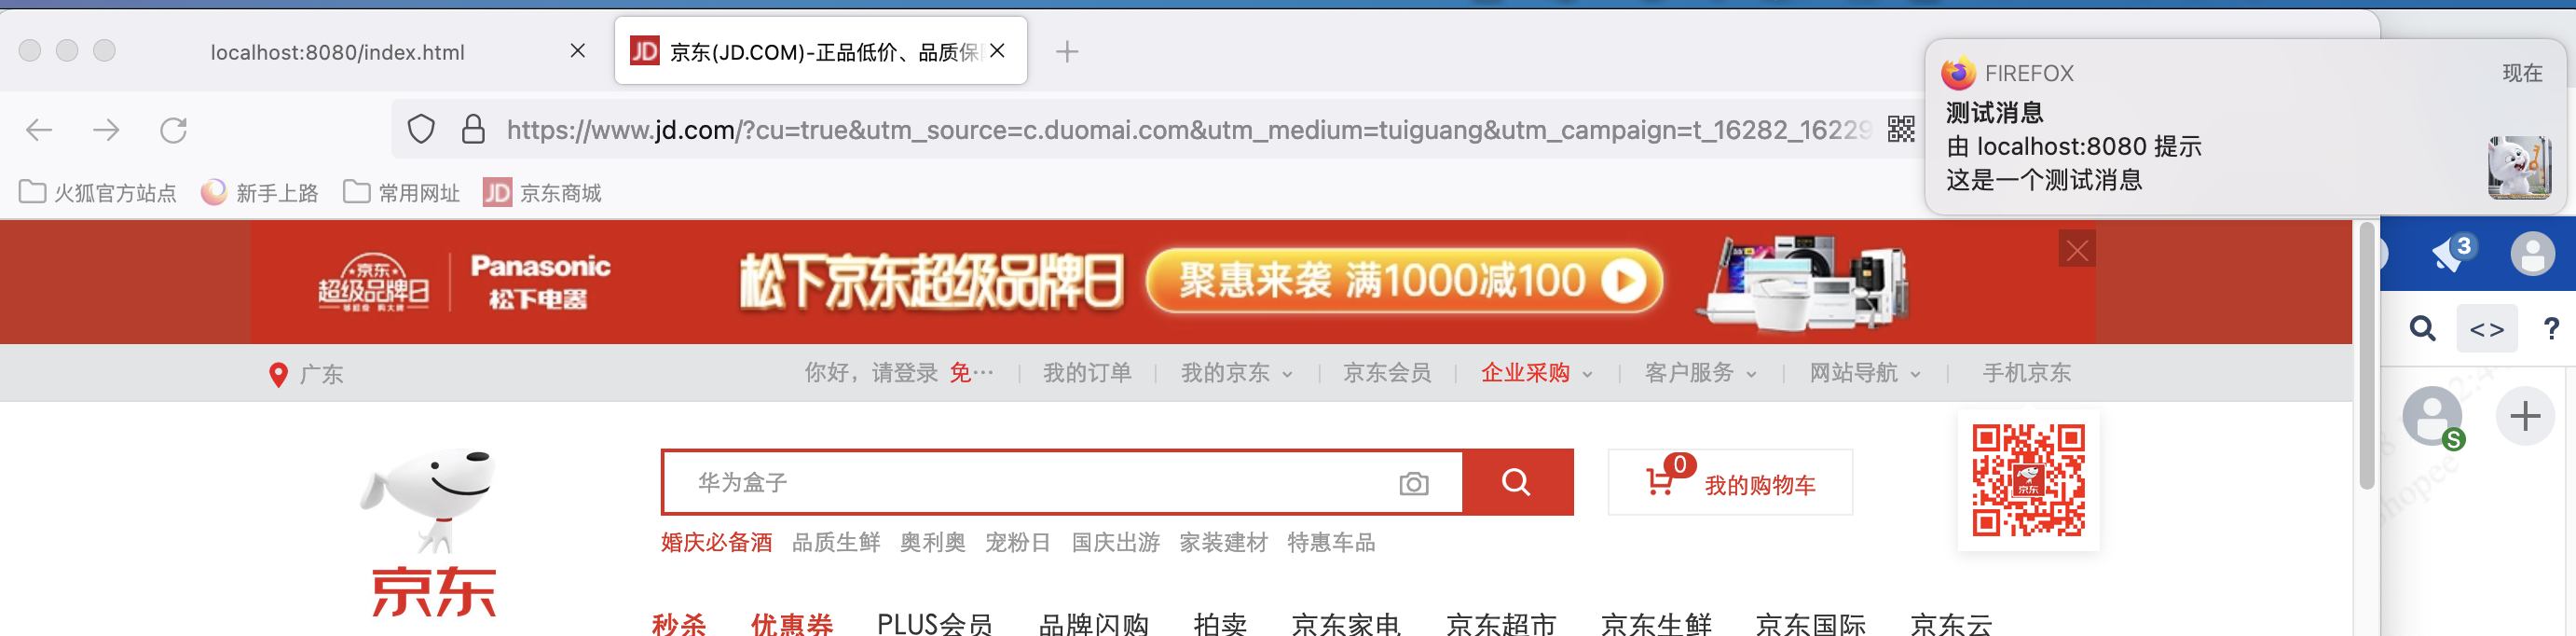 localhost:8080/index.html
JD 京东(JD.COM)-正品低价、品质保
https://www.jd.com/?cu=true&utm_source=c.duomai.com&utm_medium=tuiguang&utm_campaign=t_16282_16229
FIREFOX 现在
测试消息
由 localhost:8080 提示
这是一个测试消息
火狐官方站点 新手上路 常用网址 JD 京东商城
京东
超级品牌日
Panasonic
松下电器
松下京东超级品牌日
聚惠来袭 满1000减100
3
广东 你好，请登录 免··· 我的订单 我的京东 京东会员 企业采购 客户服务 网站导航 手机京东
< > ?
S
华为盒子
0 我的购物车
京东
婚庆必备酒 品质生鲜 奥利奥 宠粉日 国庆出游 家装建材 特惠车品
京东
秒杀 优惠券 PLUS会员 品牌闪购 拍卖 京东家电 京东超市 京东生鲜 京东国际 京东云